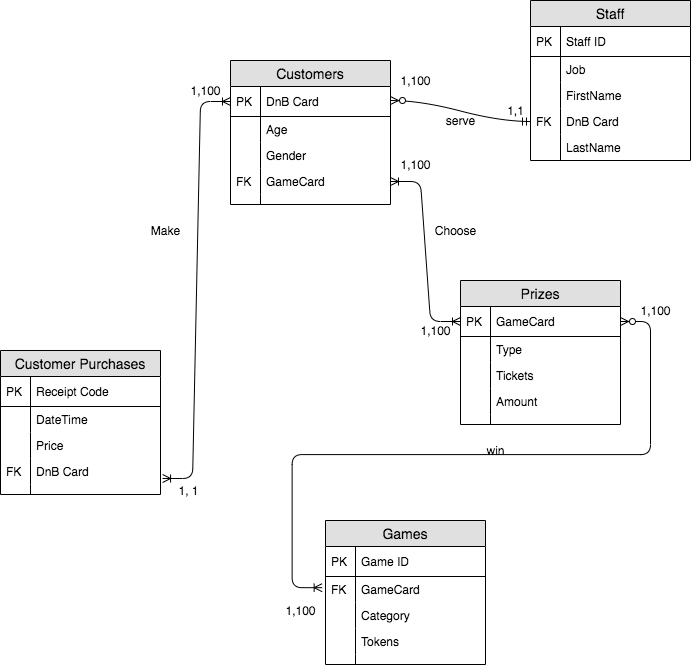 Staff
PK Staff ID
Job
FirstName
FK DnB Card
LastName
Customers
PK DnB Card
Age
Gender
FK GameCard
1,100
1,100
serve
1,1
1,100
Make
Choose
Prizes
PK GameCard
Type
Tickets
Amount
1,100
1,100
Customer Purchases
PK Receipt Code
DateTime
Price
FK DnB Card
1, 1
win
Games
PK Game ID
FK GameCard
Category
Tokens
1,100